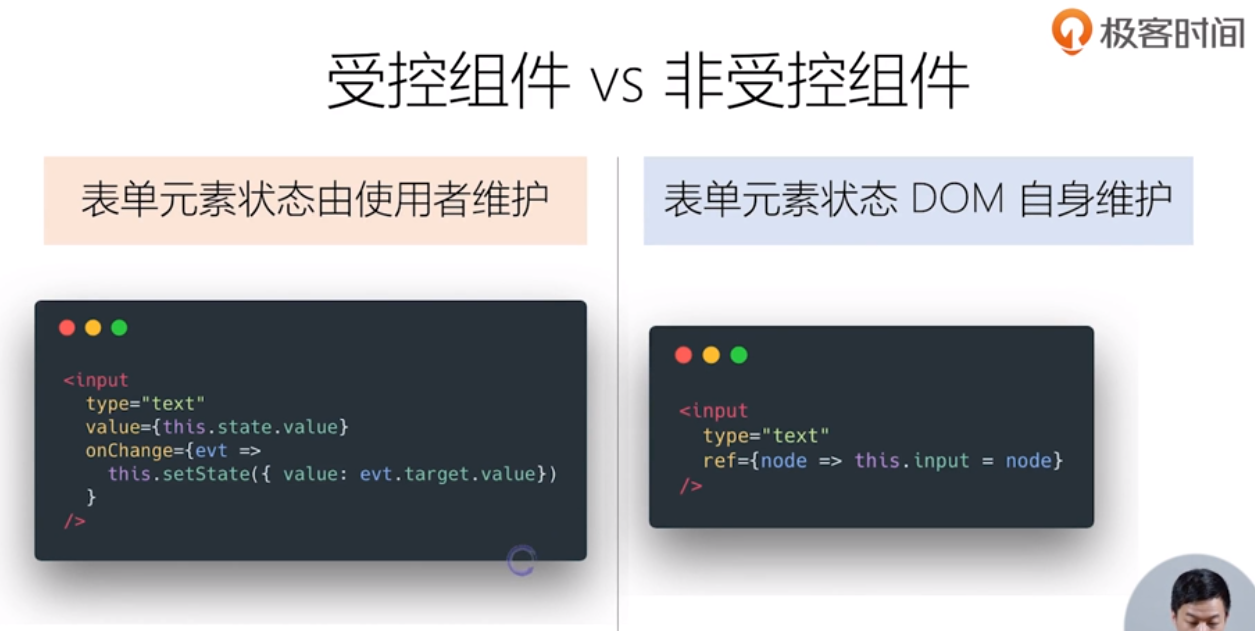 极客时间
受控组件 vs 非受控组件
表单元素状态由使用者维护
<input
type="text"
value={this.state.value}
onChange={evt =>
this.setState({ value: evt.target.value})
}
/>
表单元素状态 DOM 自身维护
<input
type="text"
ref={node => this.input = node}
/>